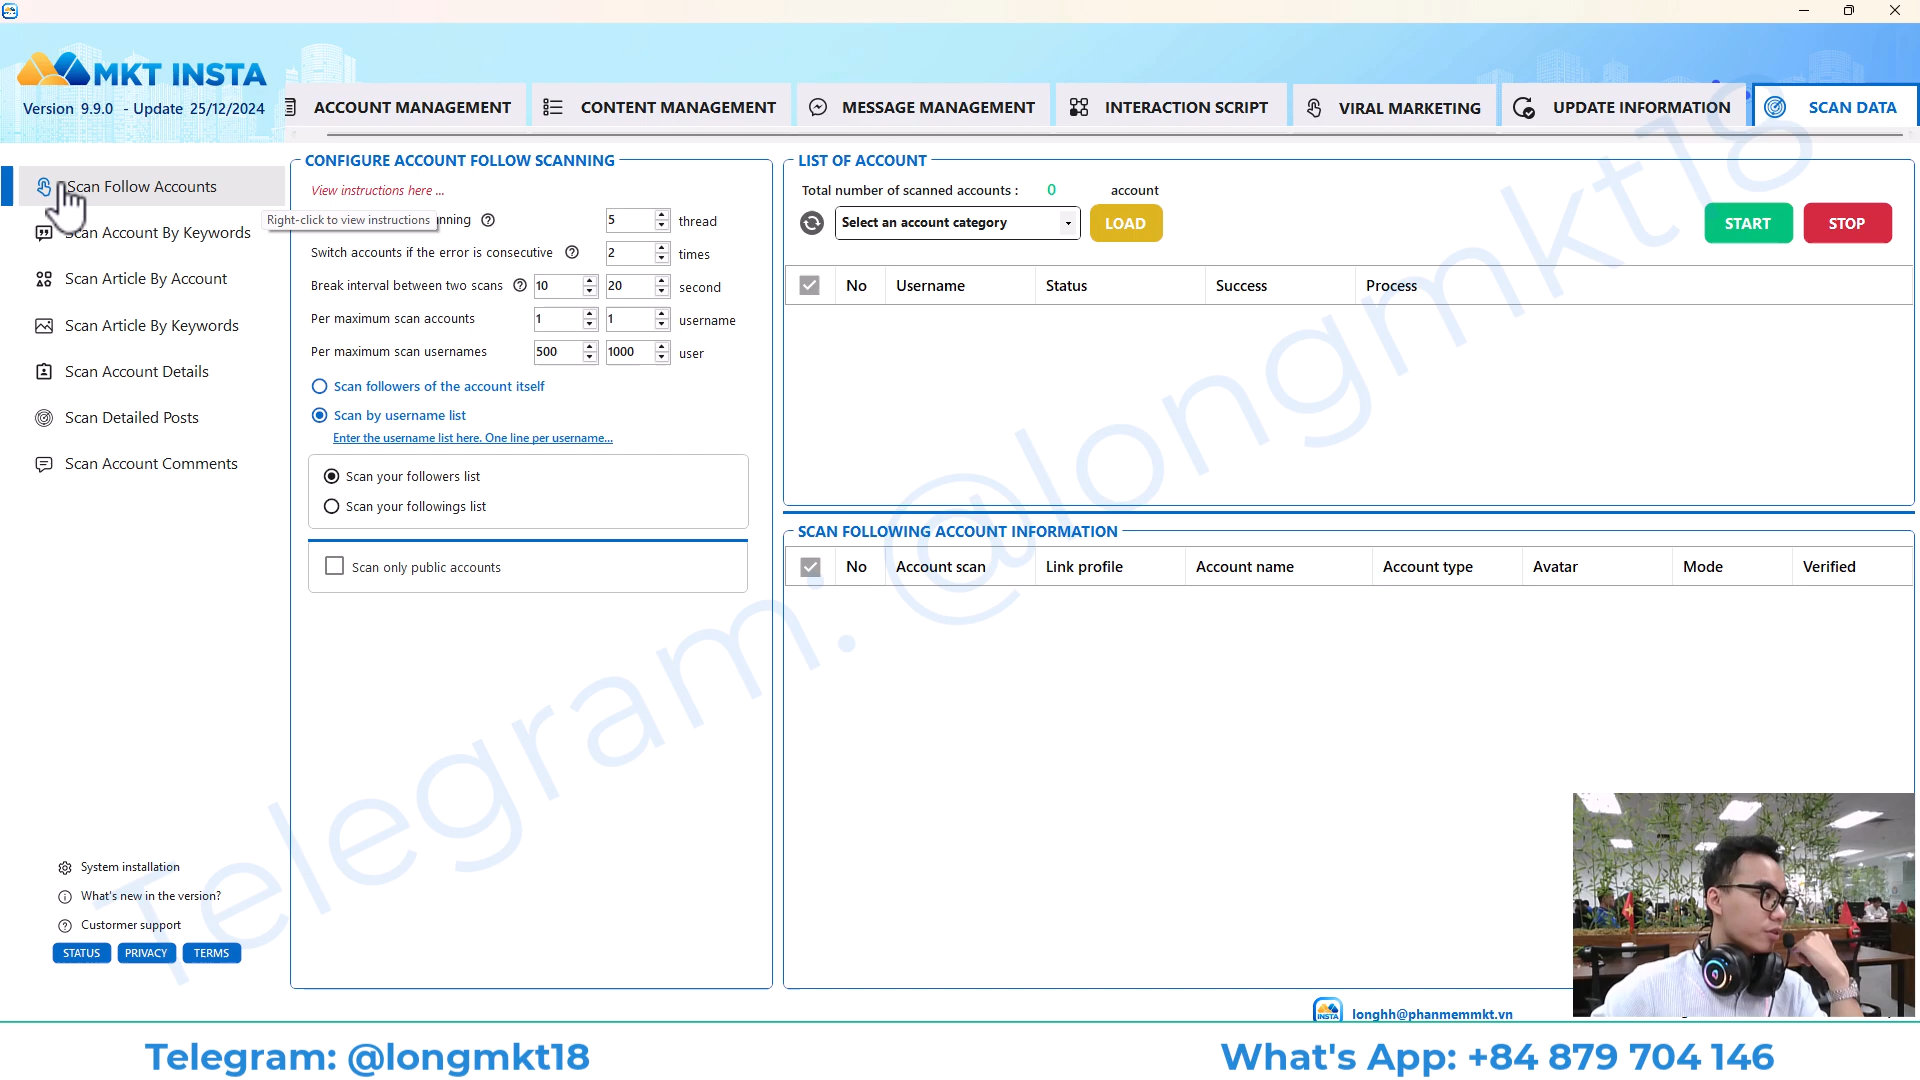 MKT INSTA
Version 9.9.0 - Update 25/12/2024
ACCOUNT MANAGEMENT
CONTENT MANAGEMENT
MESSAGE MANAGEMENT
INTERACTION SCRIPT
VIRAL MARKETING
UPDATE INFORMATION
SCAN DATA
Scan Follow Accounts
Scan Account By Keywords
Scan Article By Account
Scan Article By Keywords
Scan Account Details
Scan Detailed Posts
Scan Account Comments
Right-click to view instructions
System installation
What's new in the version?
Custormer support
STATUS PRIVACY TERMS
CONFIGURE ACCOUNT FOLLOW SCANNING
View instructions here ...
5 thread
Switch accounts if the error is consecutive 2 times
Break interval between two scans 10 20 second
Per maximum scan accounts 1 1 username
Per maximum scan usernames 500 1000 user
Scan followers of the account itself
Scan by username list
Enter the username list here. One line per username...
Scan your followers list
Scan your followings list
Scan only public accounts
LIST OF ACCOUNT
Total number of scanned accounts : 0 account
Select an account category LOAD START STOP
No Username Status Success Process
SCAN FOLLOWING ACCOUNT INFORMATION
No Account scan Link profile Account name Account type Avatar Mode Verified
Telegram: @longmkt18
INSTA longhh@phanmemmkt.vn
Telegram: @longmkt18
What's App: +84 879 704 146